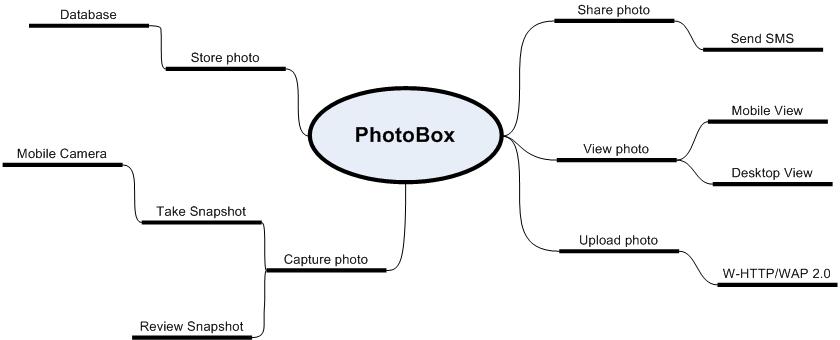 Database
Store photo
Mobile Camera
Take Snapshot
Capture photo
Review Snapshot
PhotoBox
Share photo
Send SMS
Mobile View
View photo
Desktop View
Upload photo
W-HTTP/WAP 2.0